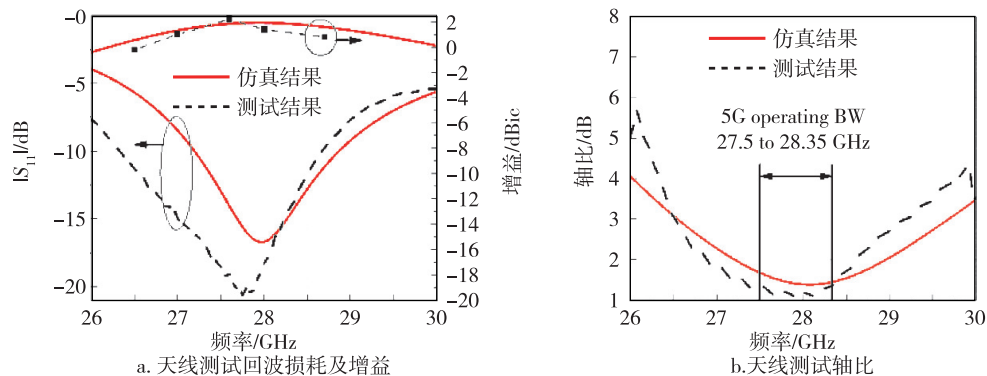 -0
-5
-10
-15
-20
|S₁₁|/dB
2
0
-2
-4
-6
-8
-10
-12
-14
-16
-18
-20
增益/dBic
仿真结果
测试结果
26
27
28
29
30
频率/GHz
a. 天线测试回波损耗及增益
8
7
6
5
4
3
2
1
轴比/dB
仿真结果
测试结果
5G operating BW
27.5 to 28.35 GHz
26
27
28
29
30
频率/GHz
b.天线测试轴比